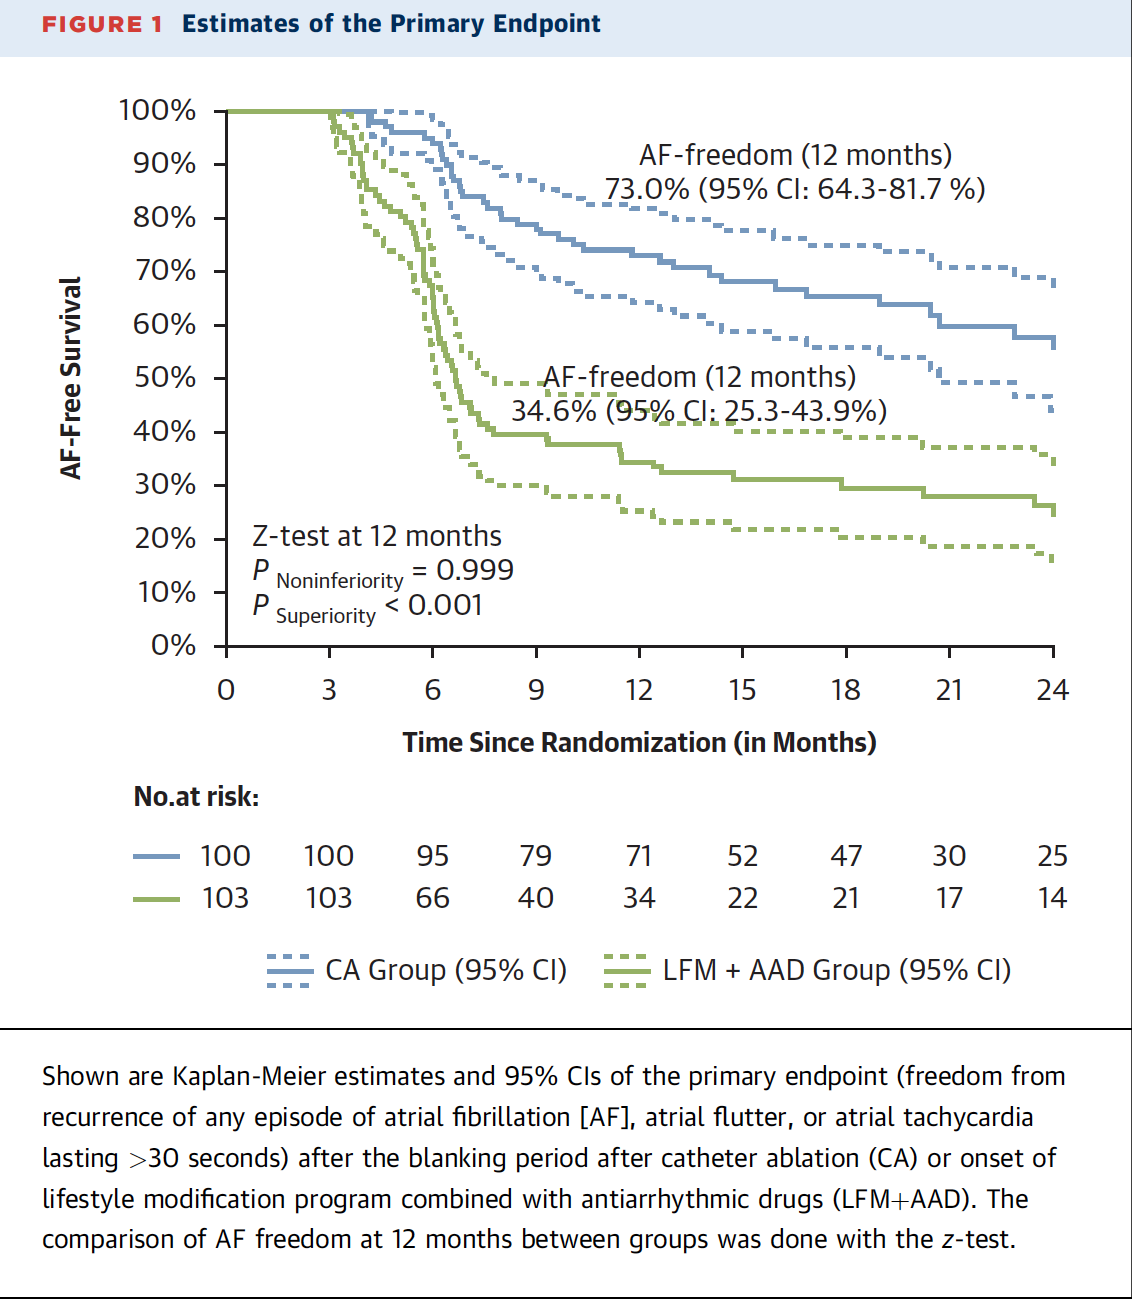 FIGURE 1 Estimates of the Primary Endpoint
100%
90%
80%
70%
60%
50%
40%
30%
20%
10%
0%
AF-Free Survival
AF-freedom (12 months)
73.0% (95% CI: 64.3-81.7 %)
AF-freedom (12 months)
34.6% (95% CI: 25.3-43.9%)
Z-test at 12 months
P Noninferiority = 0.999
P Superiority < 0.001
0 3 6 9 12 15 18 21 24
Time Since Randomization (in Months)
No.at risk:
100 100 95 79 71 52 47 30 25
103 103 66 40 34 22 21 17 14
CA Group (95% CI) LFM + AAD Group (95% CI)
Shown are Kaplan-Meier estimates and 95% CIs of the primary endpoint (freedom from
recurrence of any episode of atrial fibrillation [AF], atrial flutter, or atrial tachycardia
lasting >30 seconds) after the blanking period after catheter ablation (CA) or onset of
lifestyle modification program combined with antiarrhythmic drugs (LFM+AAD). The
comparison of AF freedom at 12 months between groups was done with the z-test.